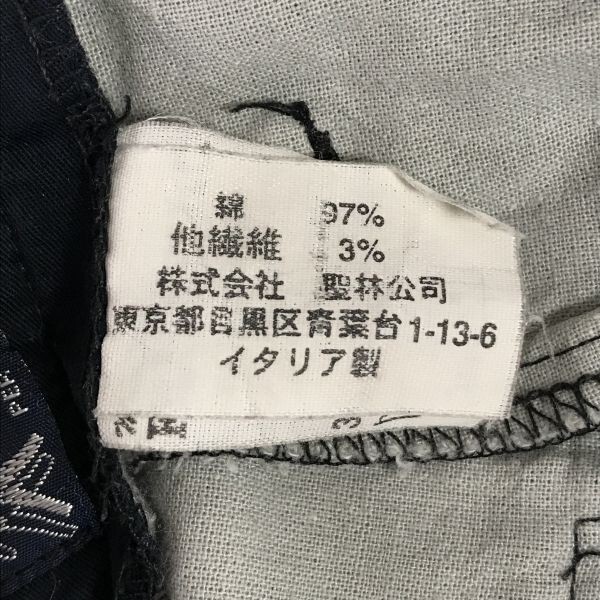 綿 97%
他繊維 3%
株式会社 聖林公司
東京都目黒区青葉台1-13-6
イタリア製
PEP